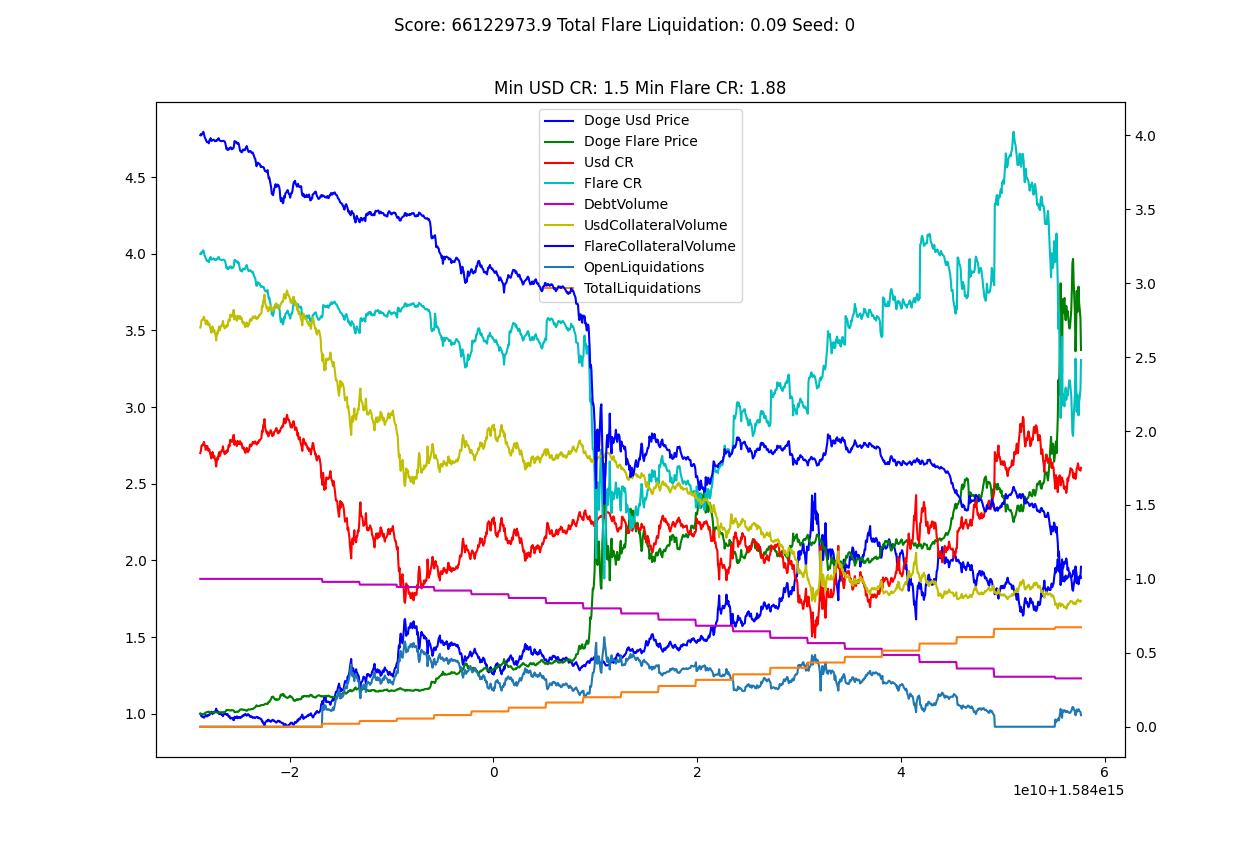 Score: 66122973.9 Total Flare Liquidation: 0.09 Seed: 0
Min USD CR: 1.5 Min Flare CR: 1.88
Doge Usd Price
Doge Flare Price
Usd CR
Flare CR
DebtVolume
UsdCollateralVolume
FlareCollateralVolume
OpenLiquidations
TotalLiquidations
4.5
4.0
3.5
3.0
2.5
2.0
1.5
1.0
4.0
3.5
3.0
2.5
2.0
1.5
1.0
0.5
0.0
−2
0
2
4
6
1e10+1.584e15